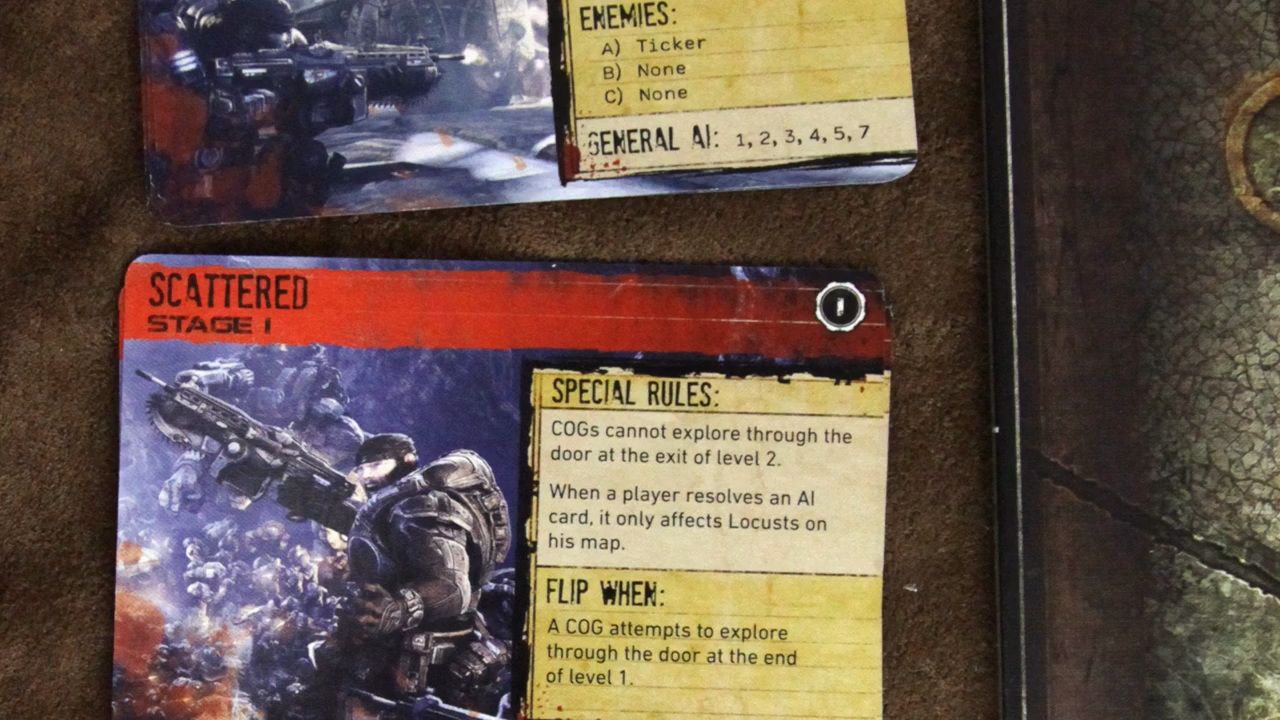 ENEMIES:
A) Ticker
B) None
C) None
GENERAL AI: 1, 2, 3, 4, 5, 7
SCATTERED
STAGE 1
1
SPECIAL RULES:
COGs cannot explore through the
door at the exit of level 2.
When a player resolves an AI
card, it only affects Locusts on
his map.
FLIP WHEN:
A COG attempts to explore
through the door at the end
of level 1.